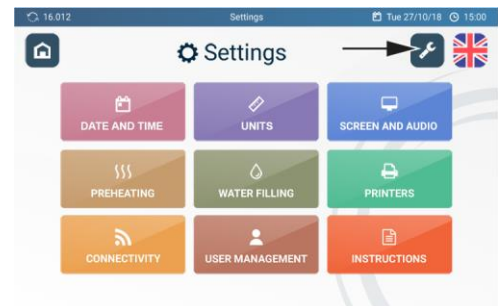 16.012 Settings Tue 27/10/18 15:00
Settings
DATE AND TIME UNITS SCREEN AND AUDIO
PREHEATING WATER FILLING PRINTERS
CONNECTIVITY USER MANAGEMENT INSTRUCTIONS